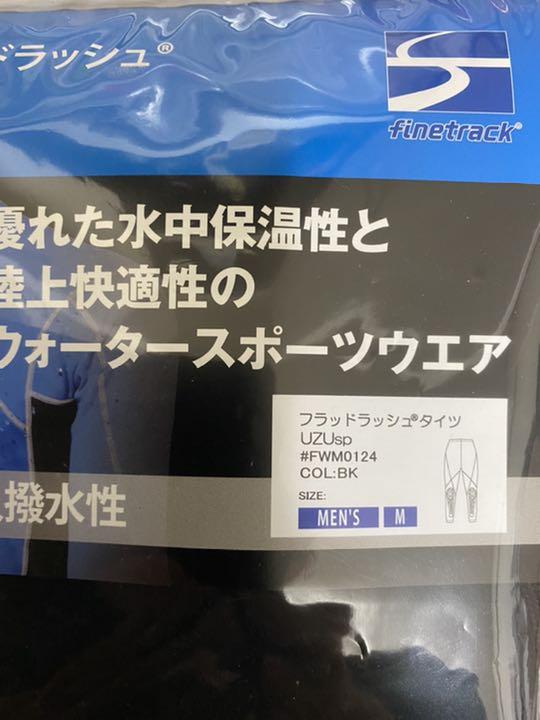 ドラッシュ®
finetrack®
優れた水中保温性と
陸上快適性の
ウォータースポーツウエア
フラッドラッシュ®タイツ
UZUsp
#FWM0124
COL:BK
SIZE:
MEN'S M
撥水性